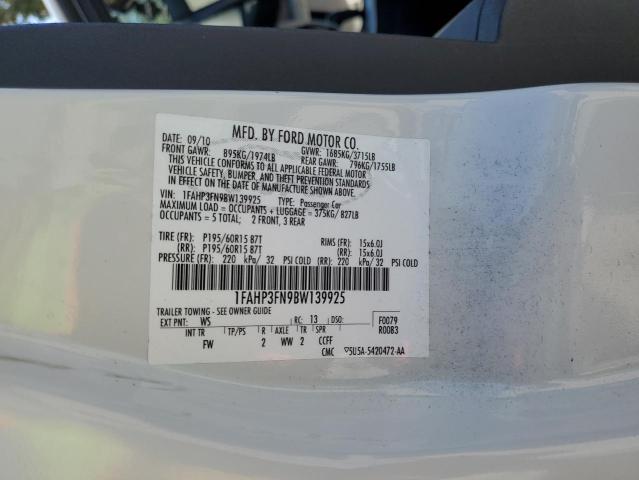 MFD. BY FORD MOTOR CO.
DATE: 09/10 GVWR: 1685KG/3715LB
FRONT GAWR: 895KG/1974LB REAR GAWR: 796KG/1755LB
THIS VEHICLE CONFORMS TO ALL APPLICABLE FEDERAL MOTOR
VEHICLE SAFETY, BUMPER, AND THEFT PREVENTION STANDARDS
IN EFFECT ON THE DATE OF MANUFACTURE SHOWN ABOVE.
VIN: 1FAHP3FN9BW139925 TYPE: Passenger Car
MAXIMUM LOAD = OCCUPANTS + LUGGAGE = 375KG/ 827LB
OCCUPANTS = 5 TOTAL; 2 FRONT, 3 REAR
TIRE (FR): P195/60R15 87T RIMS (FR): 15x6.0J
(RR): P195/60R15 87T (RR): 15x6.0J
PRESSURE (FR): 220 kPa/ 32 PSI COLD (RR): 220 kPa/ 32 PSI COLD
1FAHP3FN9BW139925
TRAILER TOWING - SEE OWNER GUIDE
EXT PNT: WS RC: 13 DSO: F0079
R0083
INT TR TP/PS R AXLE TR SPR
FW 2 WW 2 CCFF
CMC 5U5A-5420472-AA